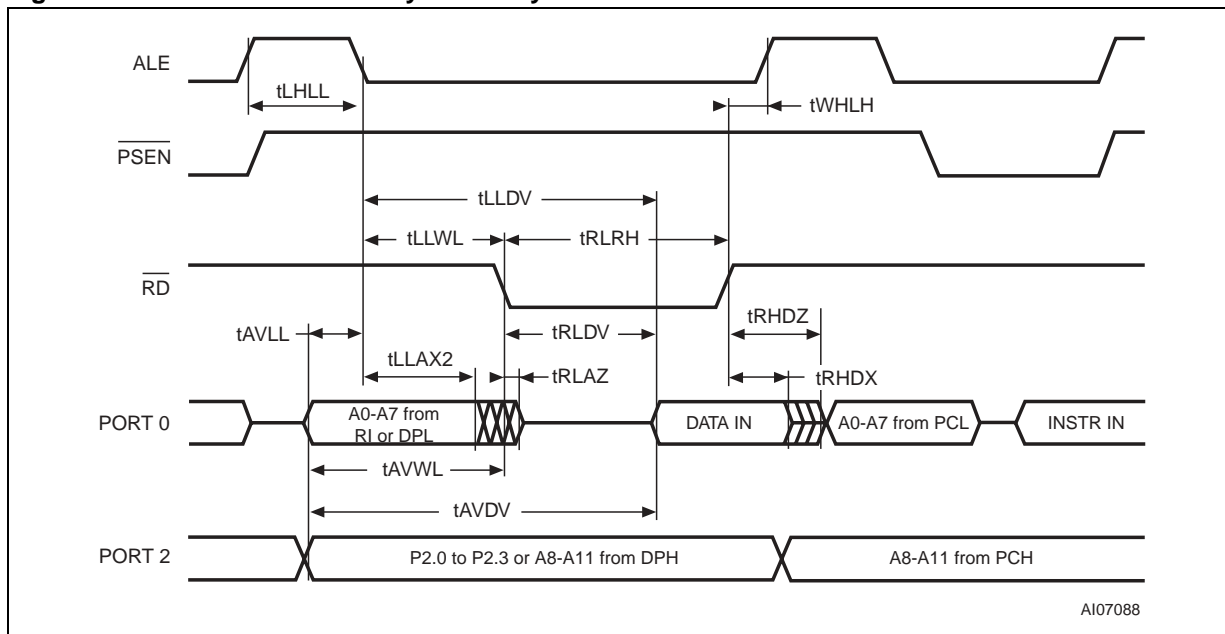 ALE
tLHLL
tWHLH
PSEN
tLLDV
tLLWL
tRLRH
RD
tAVLL
tRLDV
tRHDZ
tLLAX2
tRLAZ
tRHDX
PORT 0
A0-A7 from
RI or DPL
DATA IN
A0-A7 from PCL
INSTR IN
tAVWL
tAVDV
PORT 2
P2.0 to P2.3 or A8-A11 from DPH
A8-A11 from PCH
AI07088